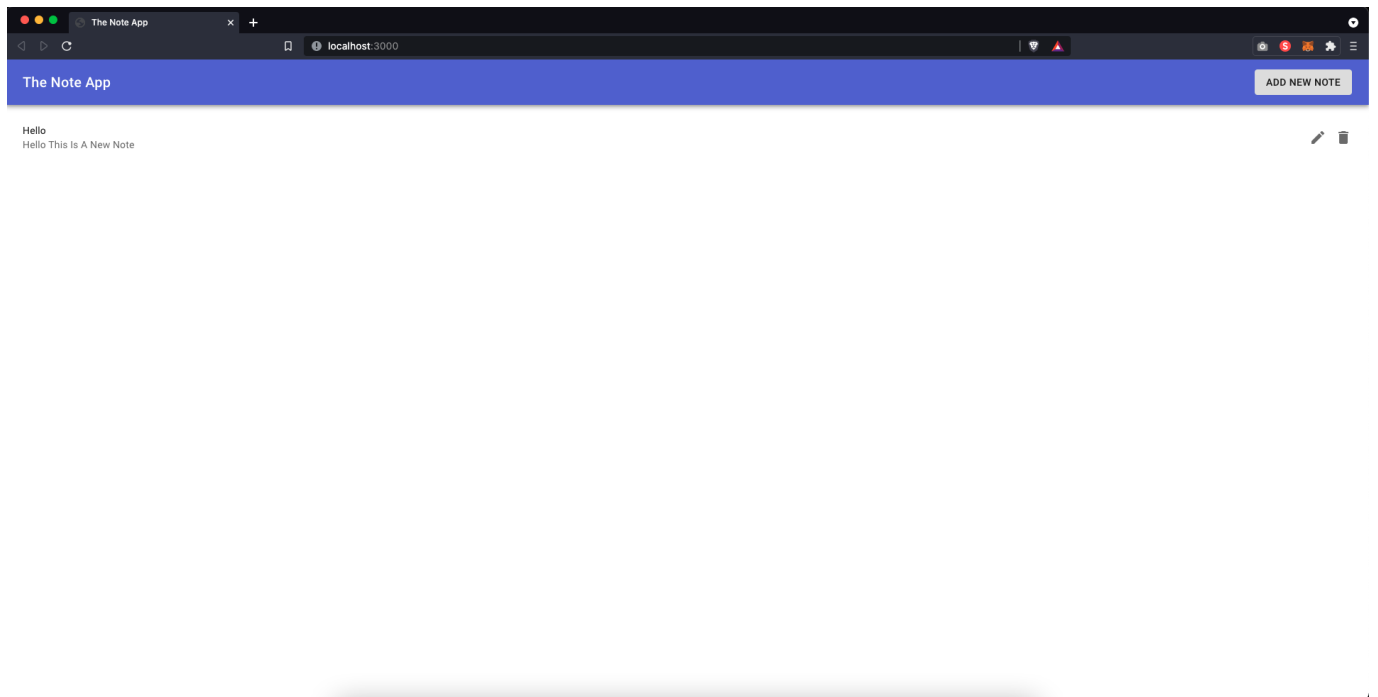 The Note App
localhost:3000
The Note App
ADD NEW NOTE
Hello
Hello This Is A New Note